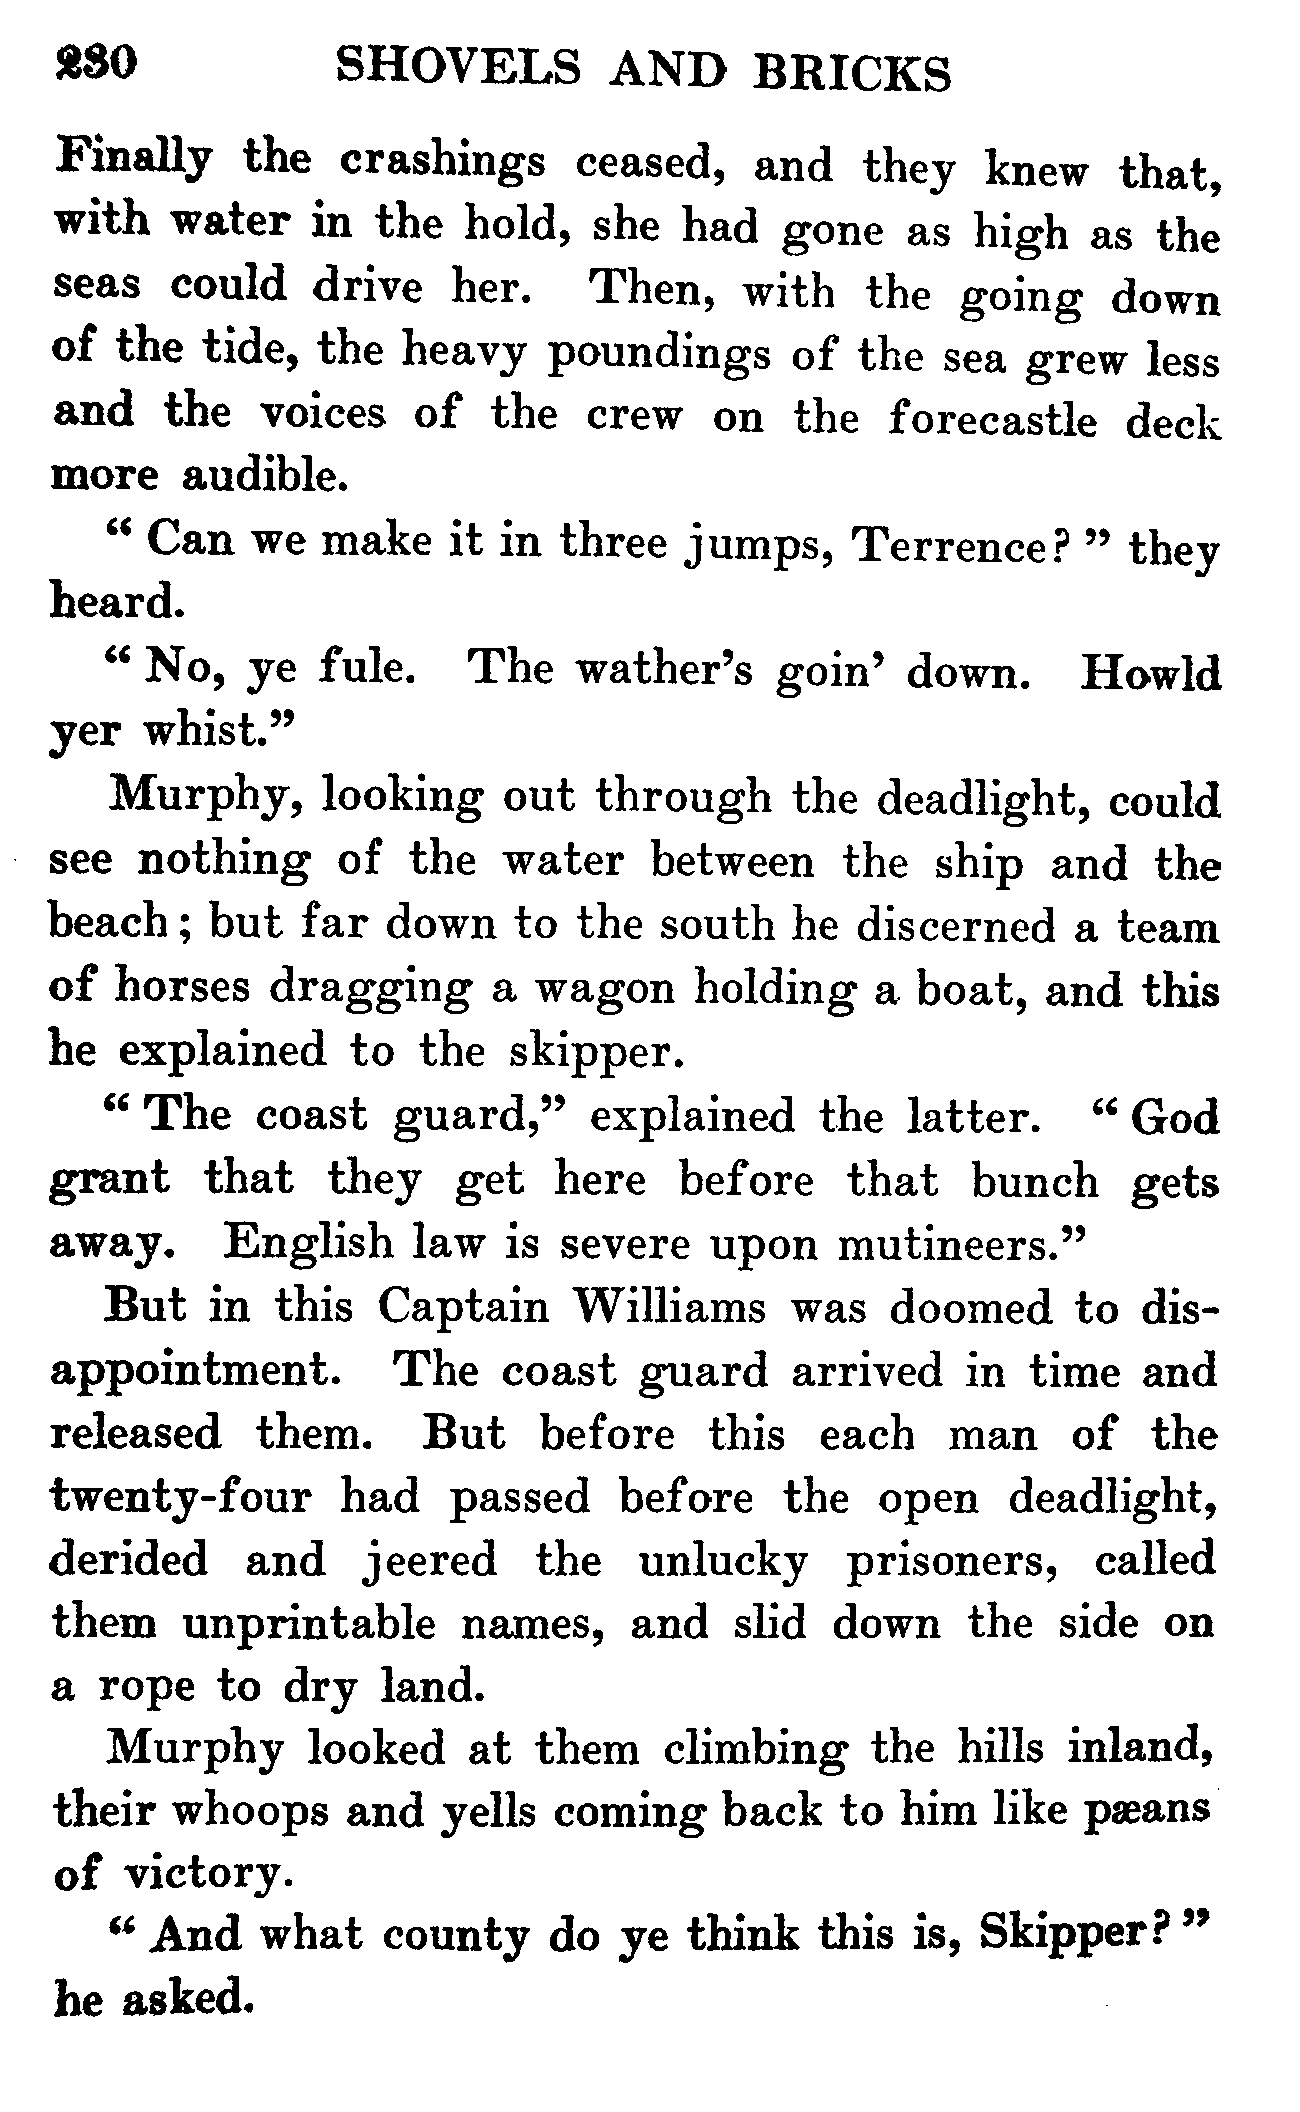 230 SHOVELS AND BRICKS
Finally the crashings ceased, and they knew that,
with water in the hold, she had gone as high as the
seas could drive her. Then, with the going down
of the tide, the heavy poundings of the sea grew less
and the voices of the crew on the forecastle deck
more audible.
“ Can we make it in three jumps, Terrence? ” they
heard.
“ No, ye fule. The wather’s goin’ down. Howld
yer whist.”
Murphy, looking out through the deadlight, could
see nothing of the water between the ship and the
beach; but far down to the south he discerned a team
of horses dragging a wagon holding a boat, and this
he explained to the skipper.
“ The coast guard,” explained the latter. “ God
grant that they get here before that bunch gets
away. English law is severe upon mutineers.”
But in this Captain Williams was doomed to dis-
appointment. The coast guard arrived in time and
released them. But before this each man of the
twenty-four had passed before the open deadlight,
derided and jeered the unlucky prisoners, called
them unprintable names, and slid down the side on
a rope to dry land.
Murphy looked at them climbing the hills inland,
their whoops and yells coming back to him like pæans
of victory.
“ And what county do ye think this is, Skipper? ”
he asked.